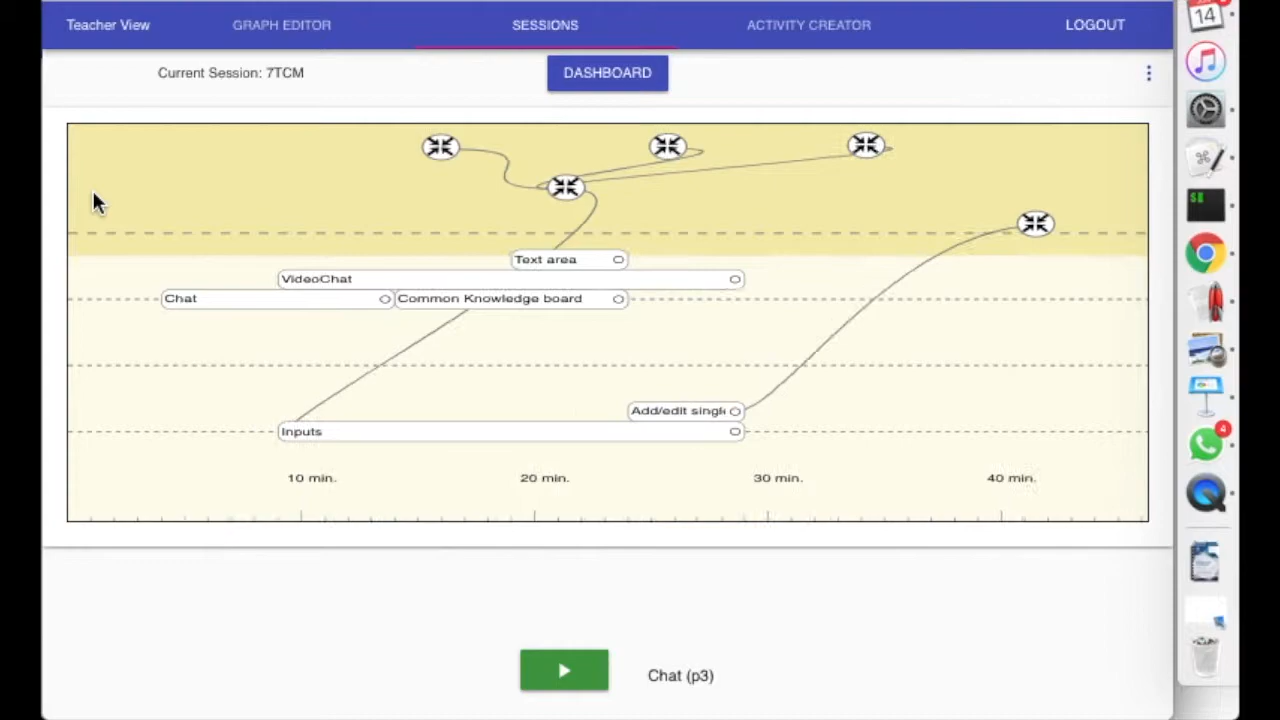 Teacher View
GRAPH EDITOR
SESSIONS
ACTIVITY CREATOR
LOGOUT
Current Session: 7TCM
DASHBOARD
Text area
VideoChat
Chat
Common Knowledge board
Add/edit singl
Inputs
10 min.
20 min.
30 min.
40 min.
Chat (p3)
14
4